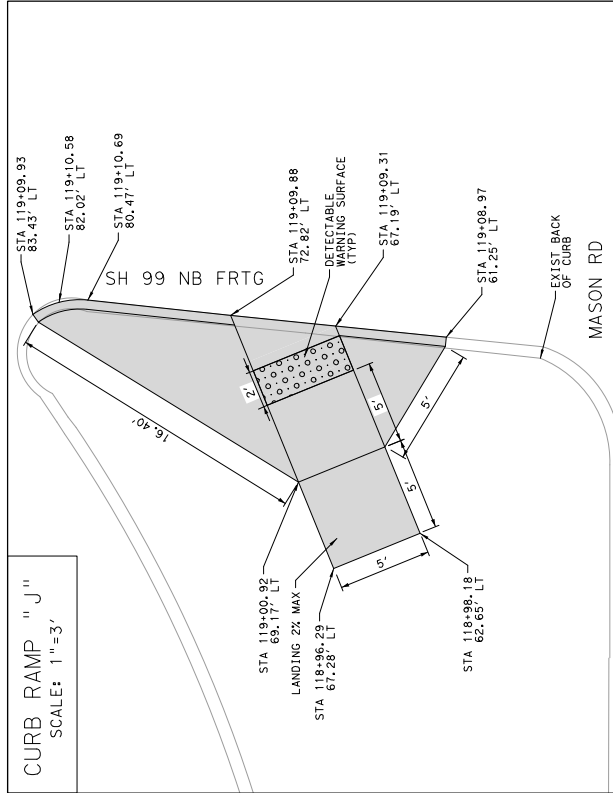 CURB RAMP "J"
SCALE: 1"=3'
STA 119+09.93
83.43' LT
STA 119+10.58
82.02' LT
STA 119+10.69
80.47' LT
SH 99 NB FRTG
STA 119+09.88
72.82' LT
DETECTABLE
WARNING SURFACE
(TYP)
STA 119+09.31
67.19' LT
STA 119+08.97
61.25' LT
EXIST BACK
OF CURB
MASON RD
16.40'
2'
5'
5'
5'
5'
STA 119+00.92
69.17' LT
LANDING 2% MAX
STA 118+96.29
67.28' LT
STA 118+98.18
62.65' LT